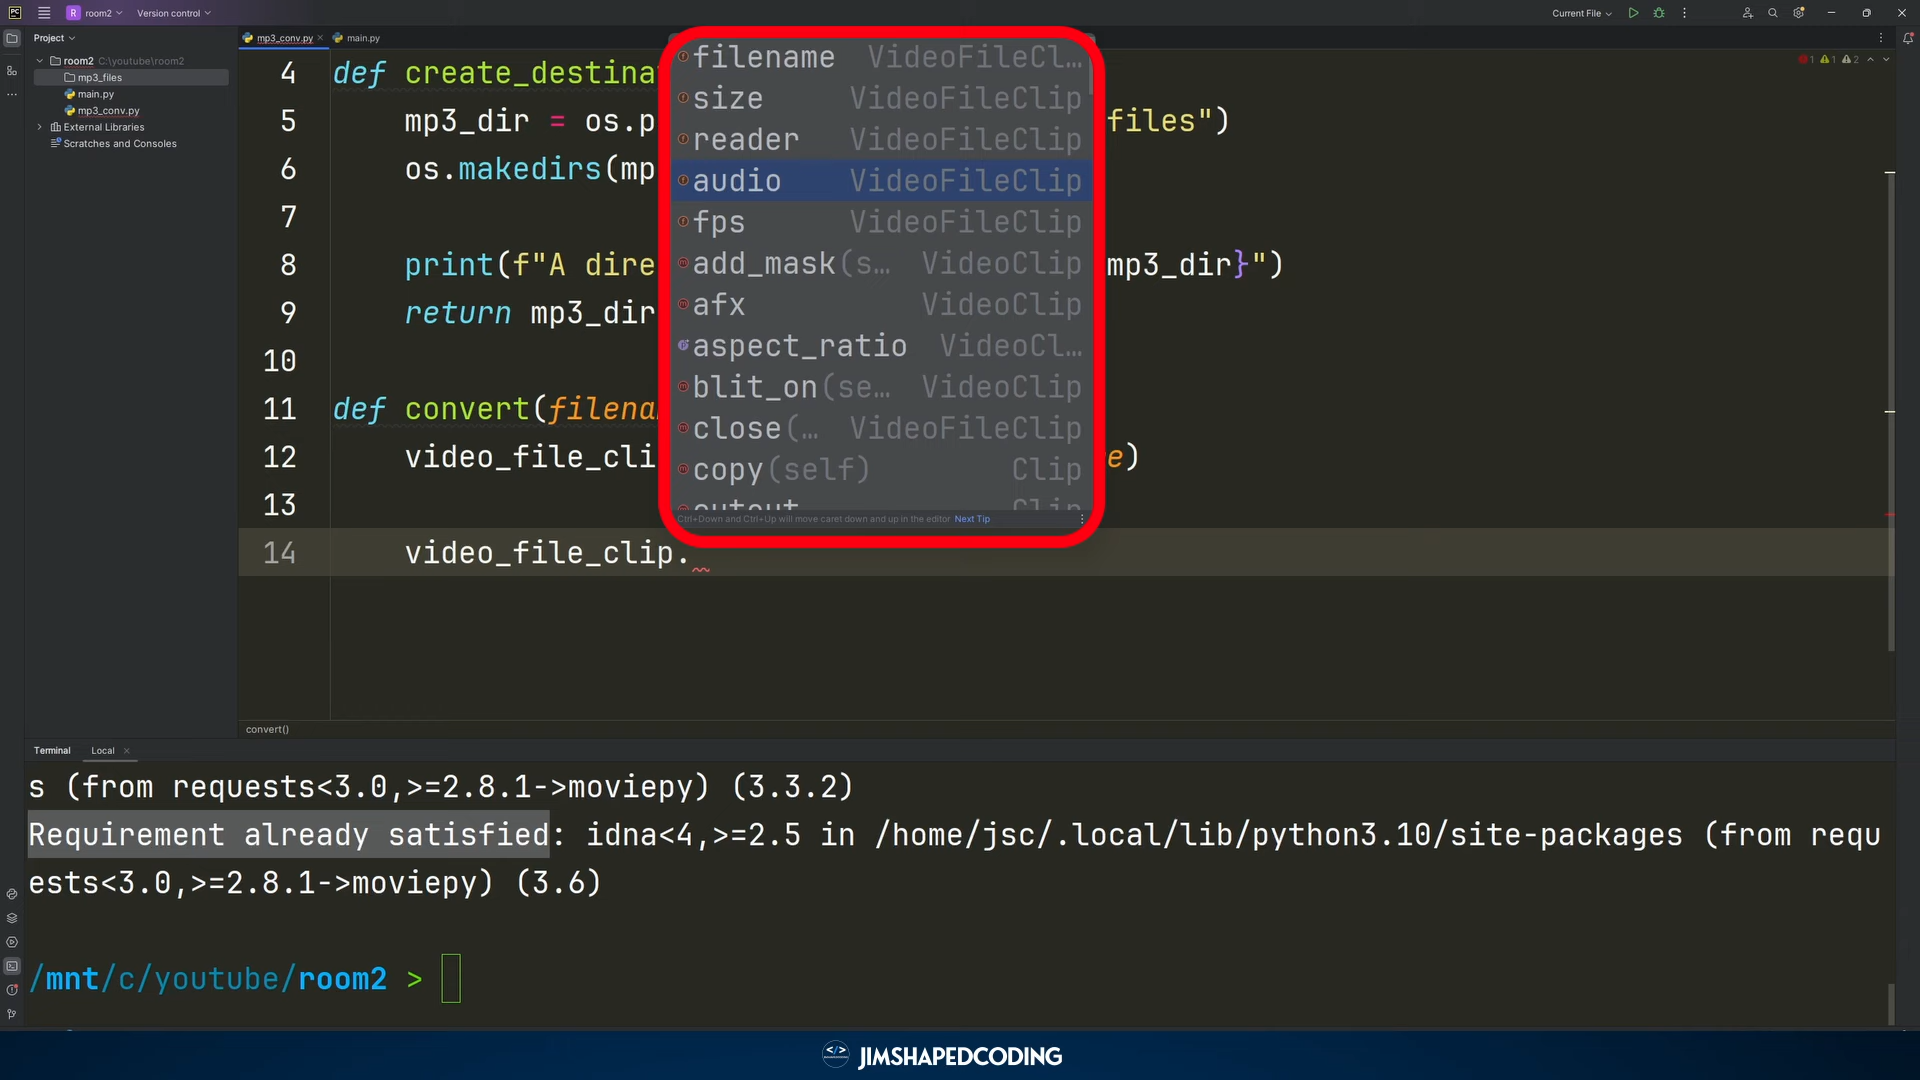 PC R room2 Version control Current File
Project
mp3_conv.py main.py
room2 C:\youtube\room2
mp3_files
main.py
mp3_conv.py
External Libraries
Scratches and Consoles
1 1 2
4 def create_destina
5 mp3_dir = os.p files")
6 os.makedirs(mp
7
8 print(f"A dire mp3_dir}")
9 return mp3_dir
10
11 def convert(filena
12 video_file_cli e)
13
14 video_file_clip.
filename VideoFileCl…
size VideoFileClip
reader VideoFileClip
audio VideoFileClip
fps VideoFileClip
add_mask(s… VideoClip
afx VideoClip
aspect_ratio VideoCl…
blit_on(se… VideoClip
close(… VideoFileClip
copy(self) Clip
cutout Clip
Ctrl+Down and Ctrl+Up will move caret down and up in the editor Next Tip
convert()
Terminal Local
s (from requests<3.0,>=2.8.1->moviepy) (3.3.2)
Requirement already satisfied: idna<4,>=2.5 in /home/jsc/.local/lib/python3.10/site-packages (from requ
ests<3.0,>=2.8.1->moviepy) (3.6)
/mnt/c/youtube/room2 >
</> JIMSHAPEDCODING